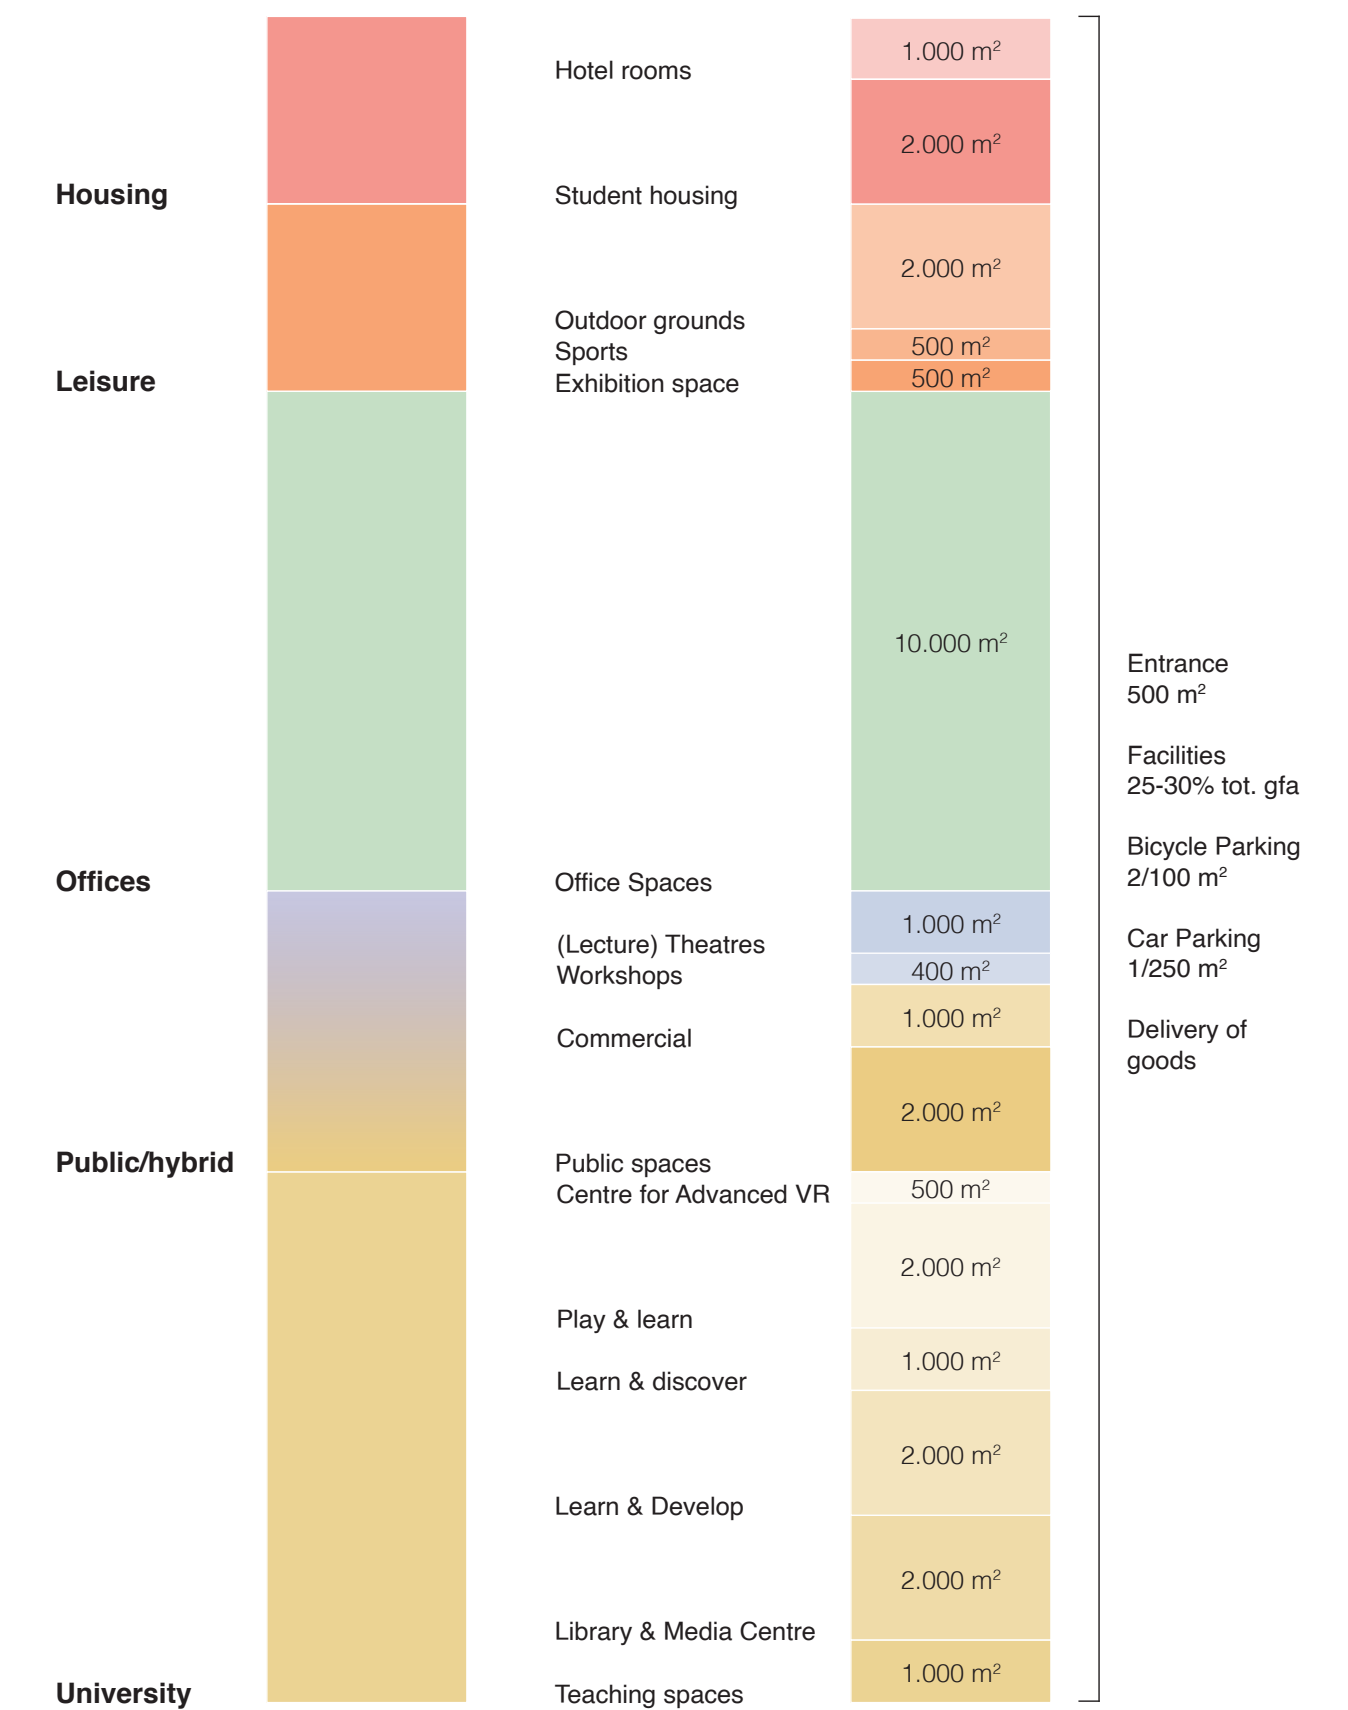 1.000 m²
Hotel rooms
2.000 m²
Housing
Student housing
2.000 m²
Outdoor grounds
500 m²
Sports
500 m²
Leisure
Exhibition space
10.000 m²
Entrance
500 m²
Facilities
25-30% tot. gfa
Bicycle Parking
2/100 m²
Offices
Office Spaces
1.000 m²
(Lecture) Theatres
Car Parking
1/250 m²
400 m²
Workshops
1.000 m²
Commercial
Delivery of
goods
2.000 m²
Public/hybrid
Public spaces
500 m²
Centre for Advanced VR
2.000 m²
Play & learn
1.000 m²
Learn & discover
2.000 m²
Learn & Develop
2.000 m²
Library & Media Centre
1.000 m²
University
Teaching spaces